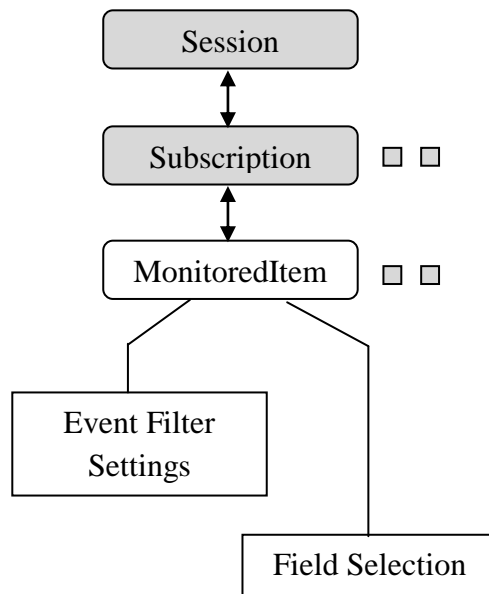 Session
Subscription
MonitoredItem
Event Filter
Settings
Field Selection